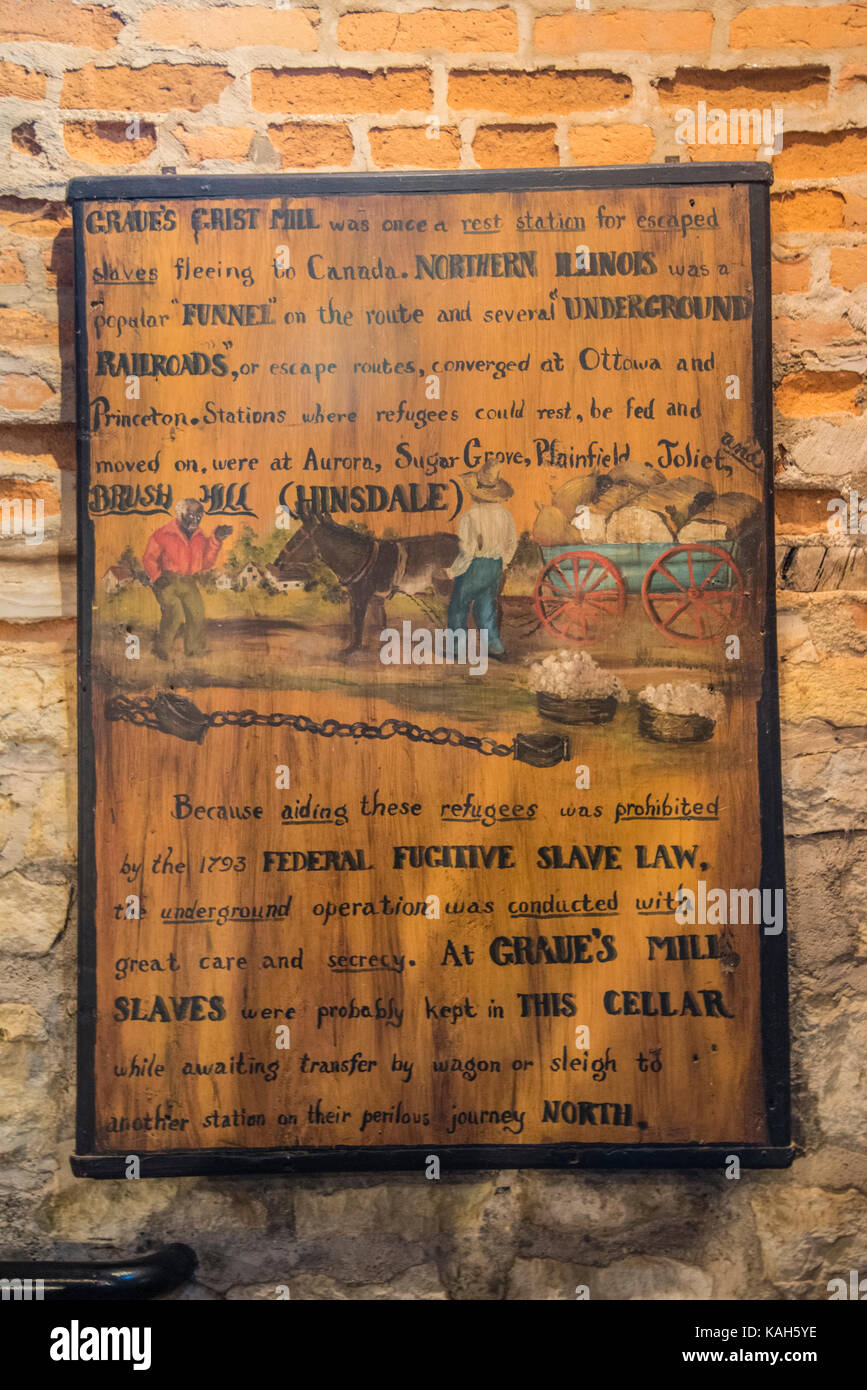 GRAUE'S GRIST MILL was once a rest station for escaped
slaves fleeing to Canada. NORTHERN ILLINOIS was a
popular "FUNNEL" on the route and several "UNDERGROUND
RAILROADS", or escape routes, converged at Ottawa and
Princeton. Stations where refugees could rest, be fed and
moved on, were at Aurora, Sugar Grove, Plainfield, Joliet, and
BRUSH HILL (HINSDALE)
Because aiding these refugees was prohibited
by the 1793 FEDERAL FUGITIVE SLAVE LAW,
the underground operation was conducted with
great care and secrecy. At GRAUE'S MILL
SLAVES were probably kept in THIS CELLAR
while awaiting transfer by wagon or sleigh to
another station on their perilous journey NORTH.
alamy
a
a
alamy
Image ID: KAH5YE
www.alamy.com